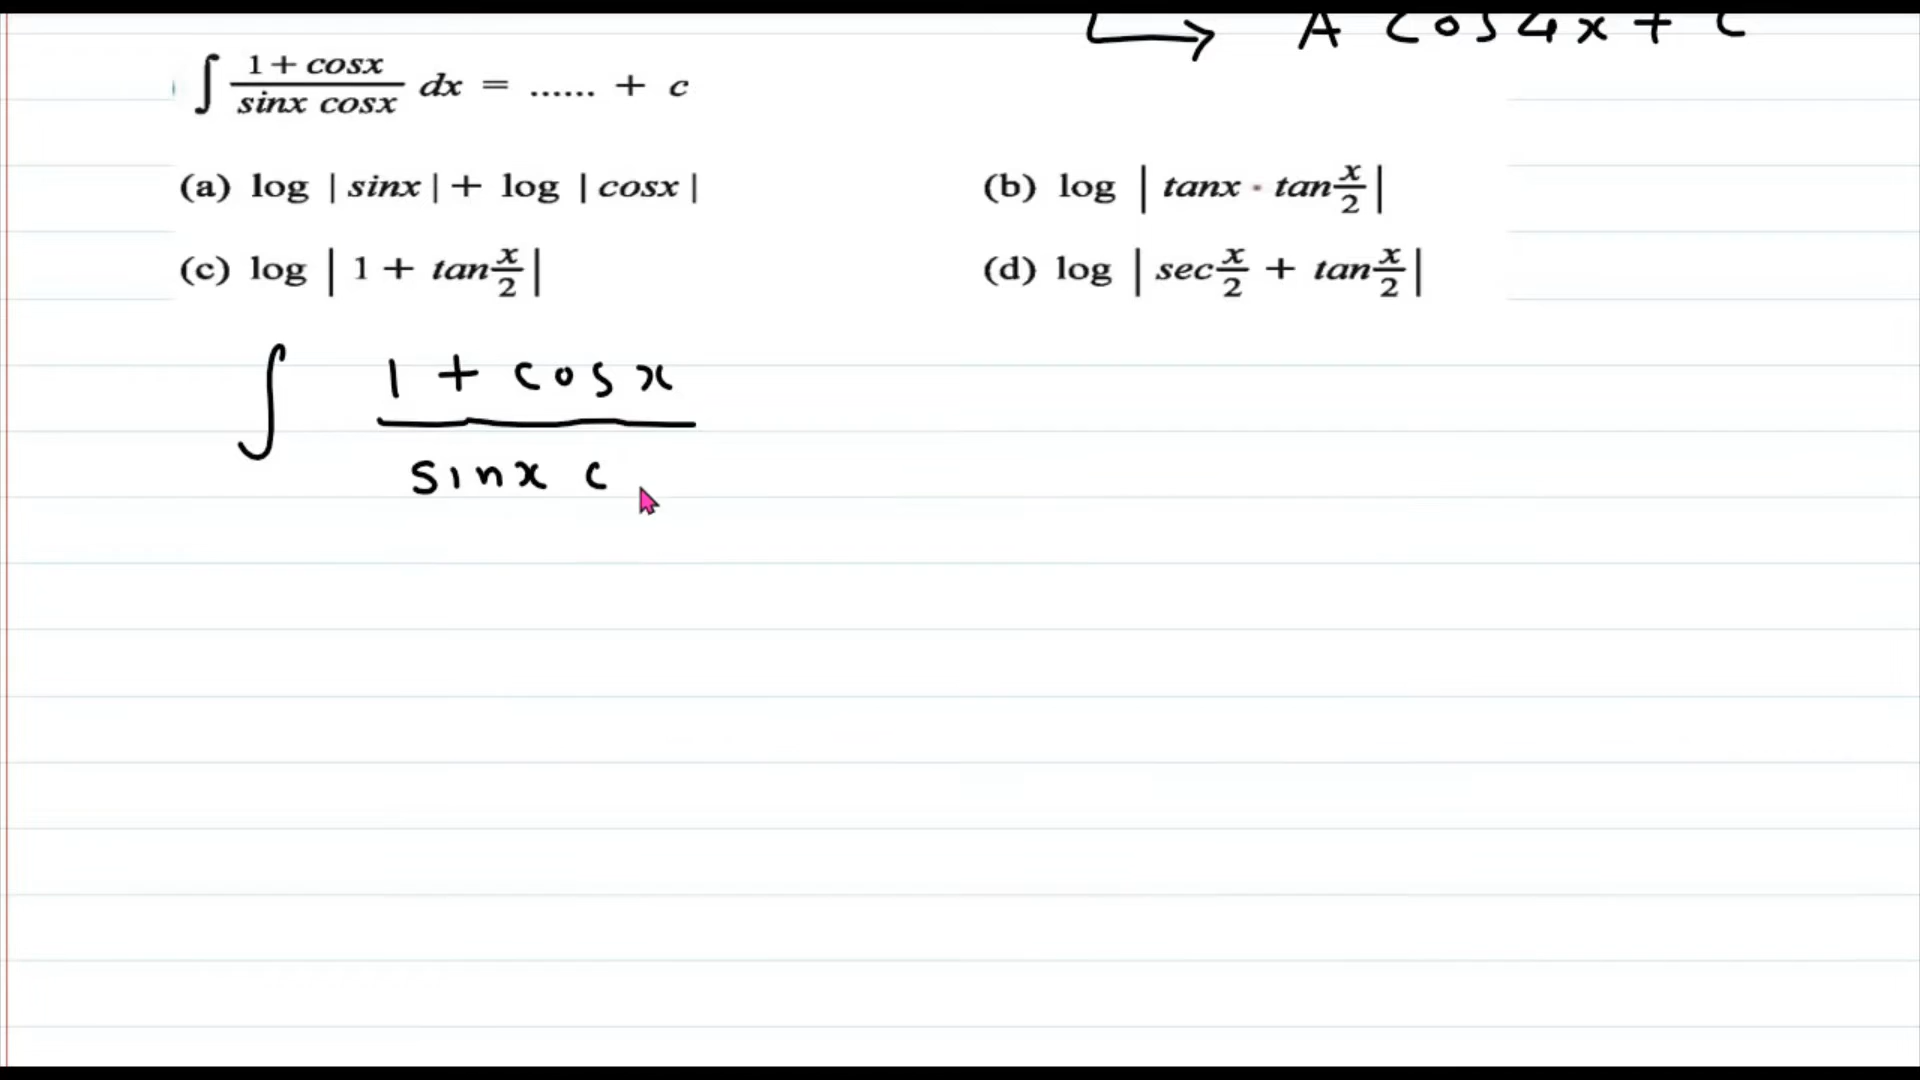 A cos4x + c
∫ 1 + cosx / sinx cosx dx = ...... + c
(a) log | sinx | + log | cosx |
(b) log | tanx · tan x/2 |
(c) log | 1 + tan x/2 |
(d) log | sec x/2 + tan x/2 |
∫ 1 + cosx
sinx c